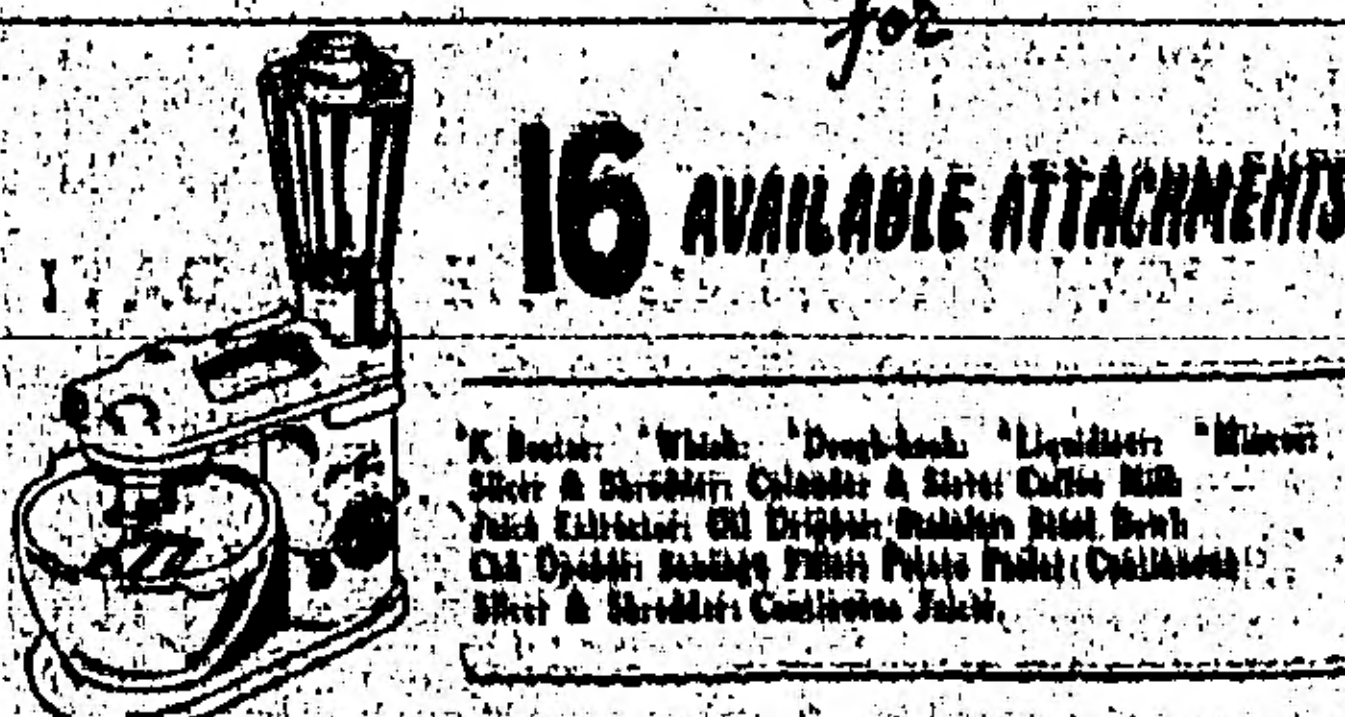 for
16 AVAILABLE ATTACHMENTS
"K Beater: "Whisk: "Dough-hook: "Liquidiser: "Mincer:
Slicer & Shredder: Colander & Sieve: Coffee Mill:
Juice Extractor: Oil Dripper: Stainless Steel Bowl:
Can Opener: Sausage Filler: Potato Peeler: Continuous
Slicer & Shredder: Continuous Juicer.